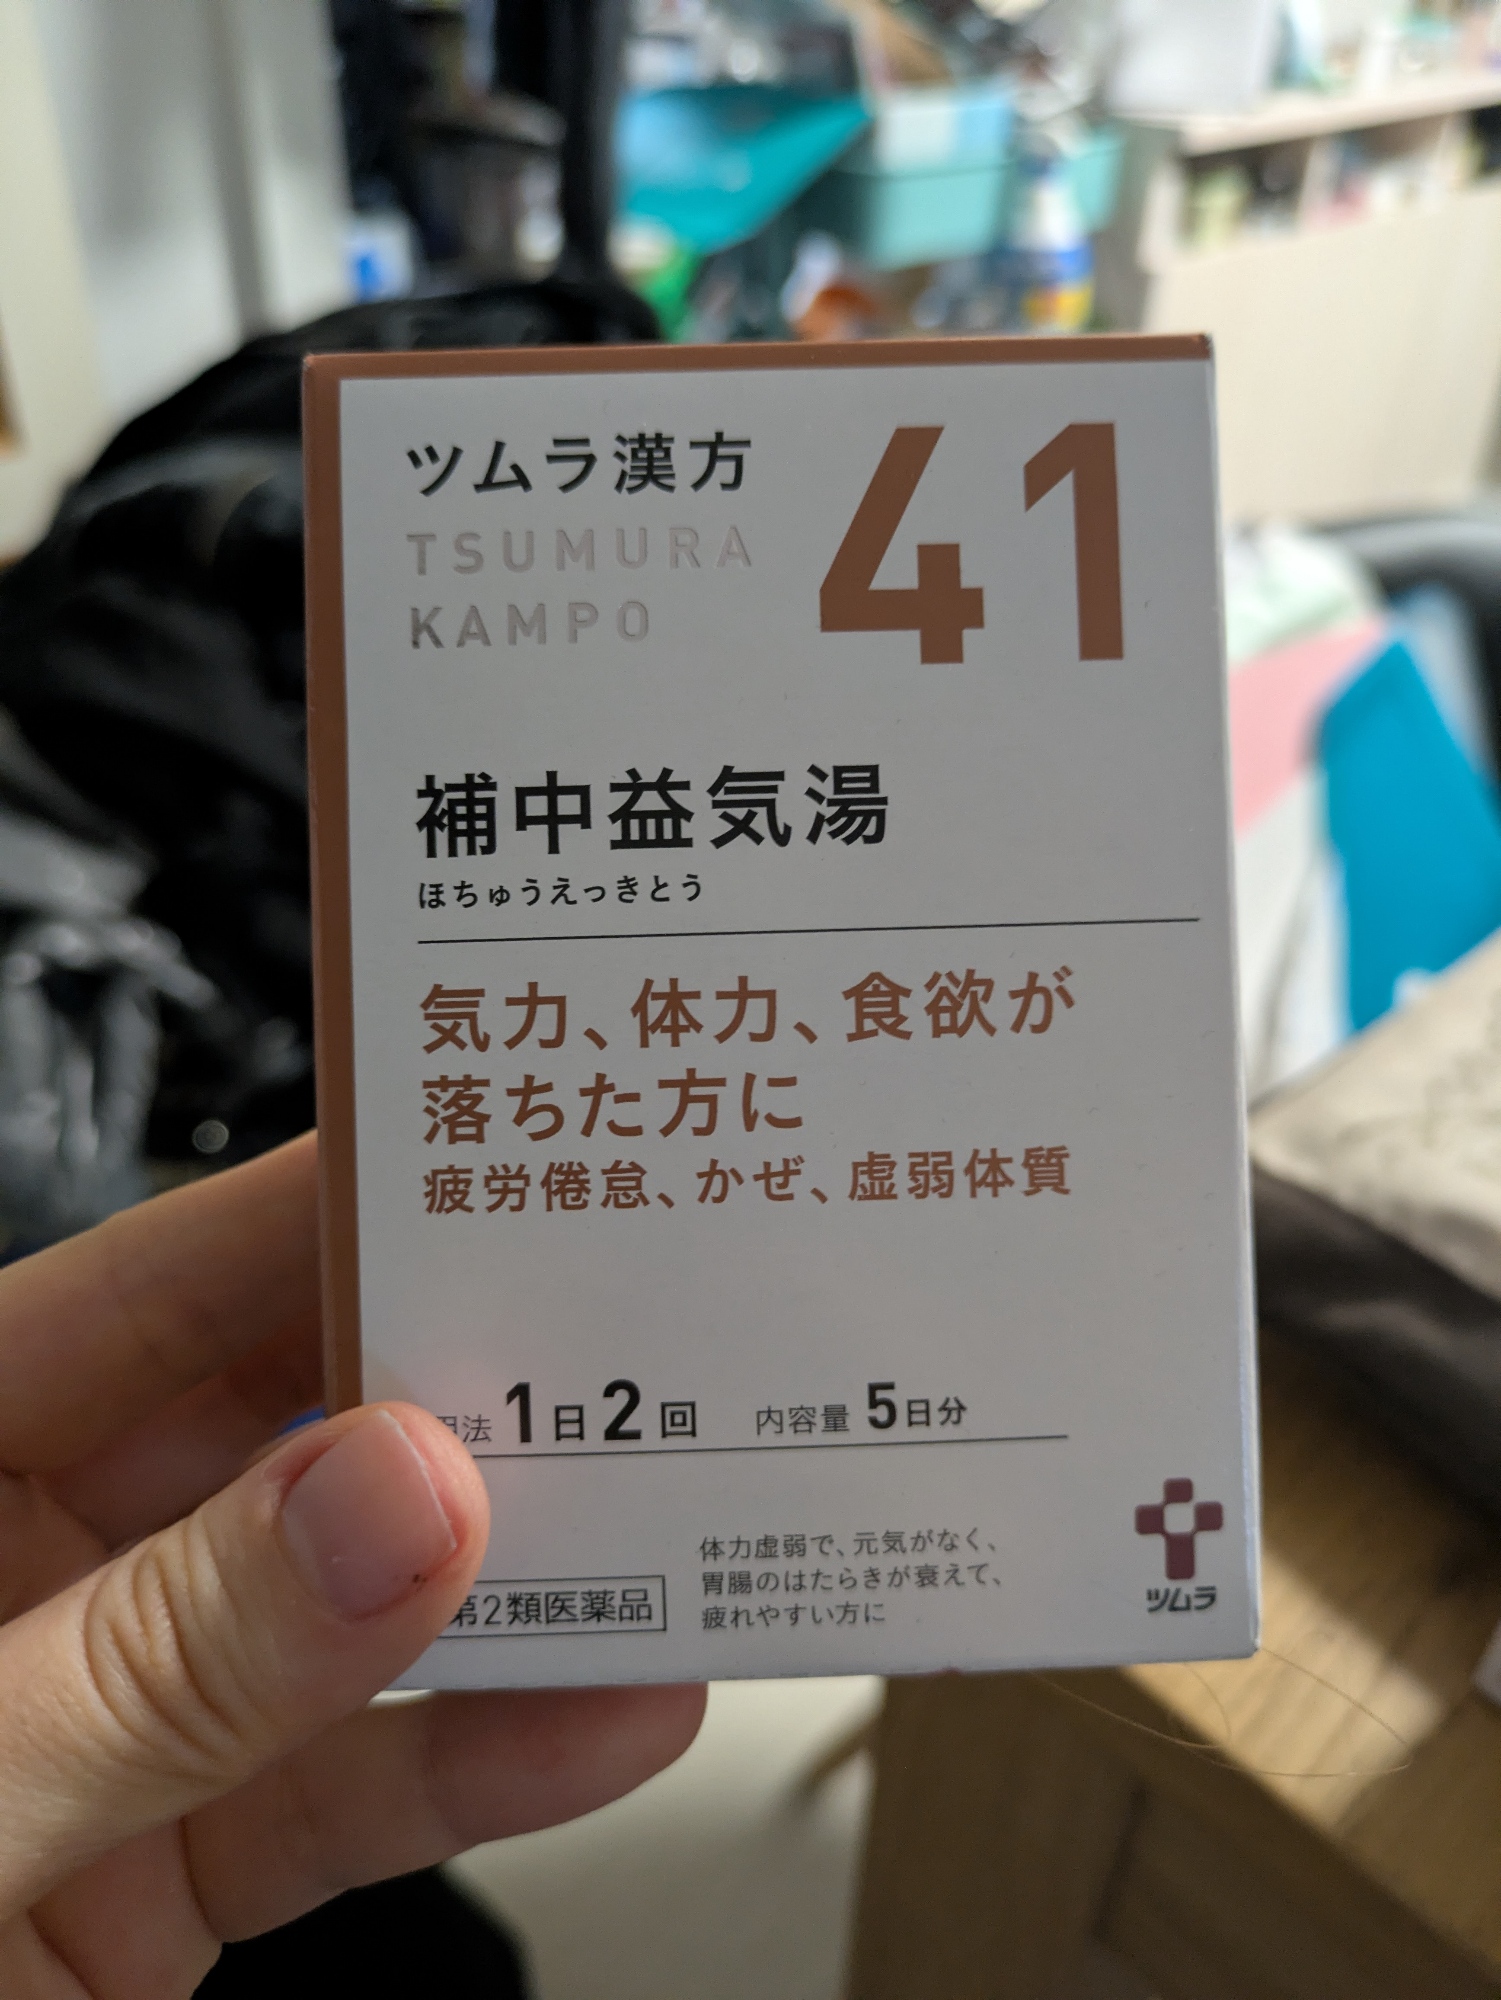 ツムラ漢方
TSUMURA
KAMPO
41
補中益気湯
ほちゅうえっきとう
気力、体力、食欲が
落ちた方に
疲労倦怠、かぜ、虚弱体質
用法 1日2回 内容量 5日分
第2類医薬品
体力虚弱で、元気がなく、
胃腸のはたらきが衰えて、
疲れやすい方に
ツムラ